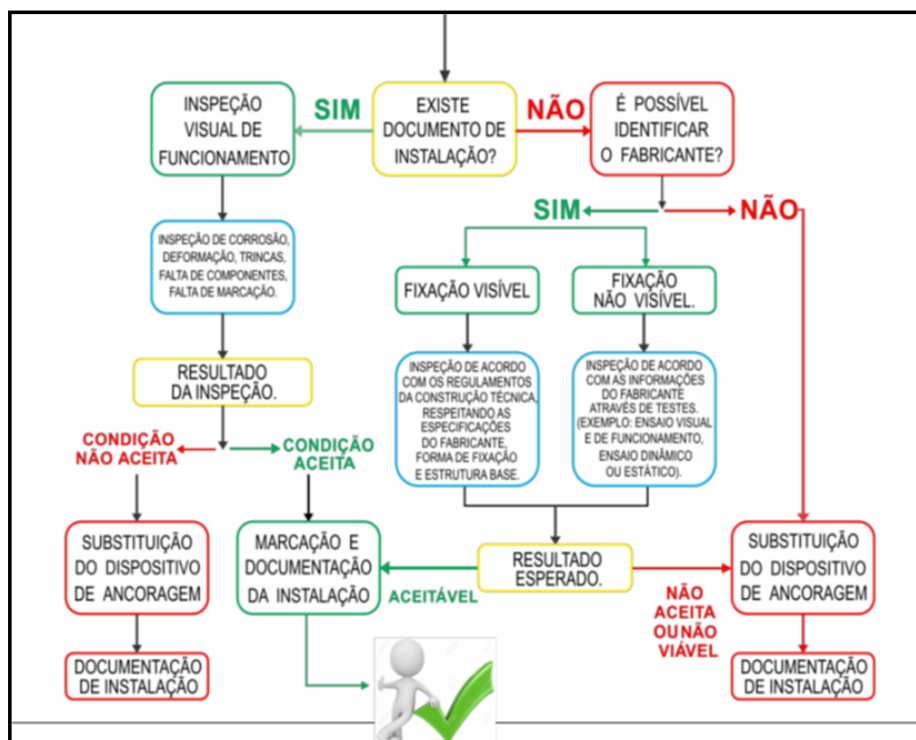 EXISTE
DOCUMENTO DE
INSTALAÇÃO?
SIM
NÃO
INSPEÇÃO
VISUAL DE
FUNCIONAMENTO
É POSSÍVEL
IDENTIFICAR
O FABRICANTE?
SIM
NÃO
INSPEÇÃO DE CORROSÃO,
DEFORMAÇÃO, TRINCAS,
FALTA DE COMPONENTES,
FALTA DE MARCAÇÃO.
FIXAÇÃO VISÍVEL
FIXAÇÃO
NÃO VISÍVEL.
RESULTADO
DA INSPEÇÃO.
INSPEÇÃO DE ACORDO
COM OS REGULAMENTOS
DA CONSTRUÇÃO TÉCNICA,
RESPEITANDO AS
ESPECIFICAÇÕES
DO FABRICANTE,
FORMA DE FIXAÇÃO
E ESTRUTURA BASE.
INSPEÇÃO DE ACORDO
COM AS INFORMAÇÕES
DO FABRICANTE
ATRAVÉS DE TESTES.
(EXEMPLO: ENSAIO VISUAL
E DE FUNCIONAMENTO,
ENSAIO DINÂMICO
OU ESTÁTICO).
CONDIÇÃO
NÃO ACEITA
CONDIÇÃO
ACEITA
SUBSTITUIÇÃO
DO DISPOSITIVO
DE ANCORAGEM
MARCAÇÃO E
DOCUMENTAÇÃO
DA INSTALAÇÃO
ACEITÁVEL
RESULTADO
ESPERADO.
NÃO
ACEITA
OU NÃO
VIÁVEL
SUBSTITUIÇÃO
DO DISPOSITIVO
DE ANCORAGEM
DOCUMENTAÇÃO
DE INSTALAÇÃO
DOCUMENTAÇÃO
DE INSTALAÇÃO